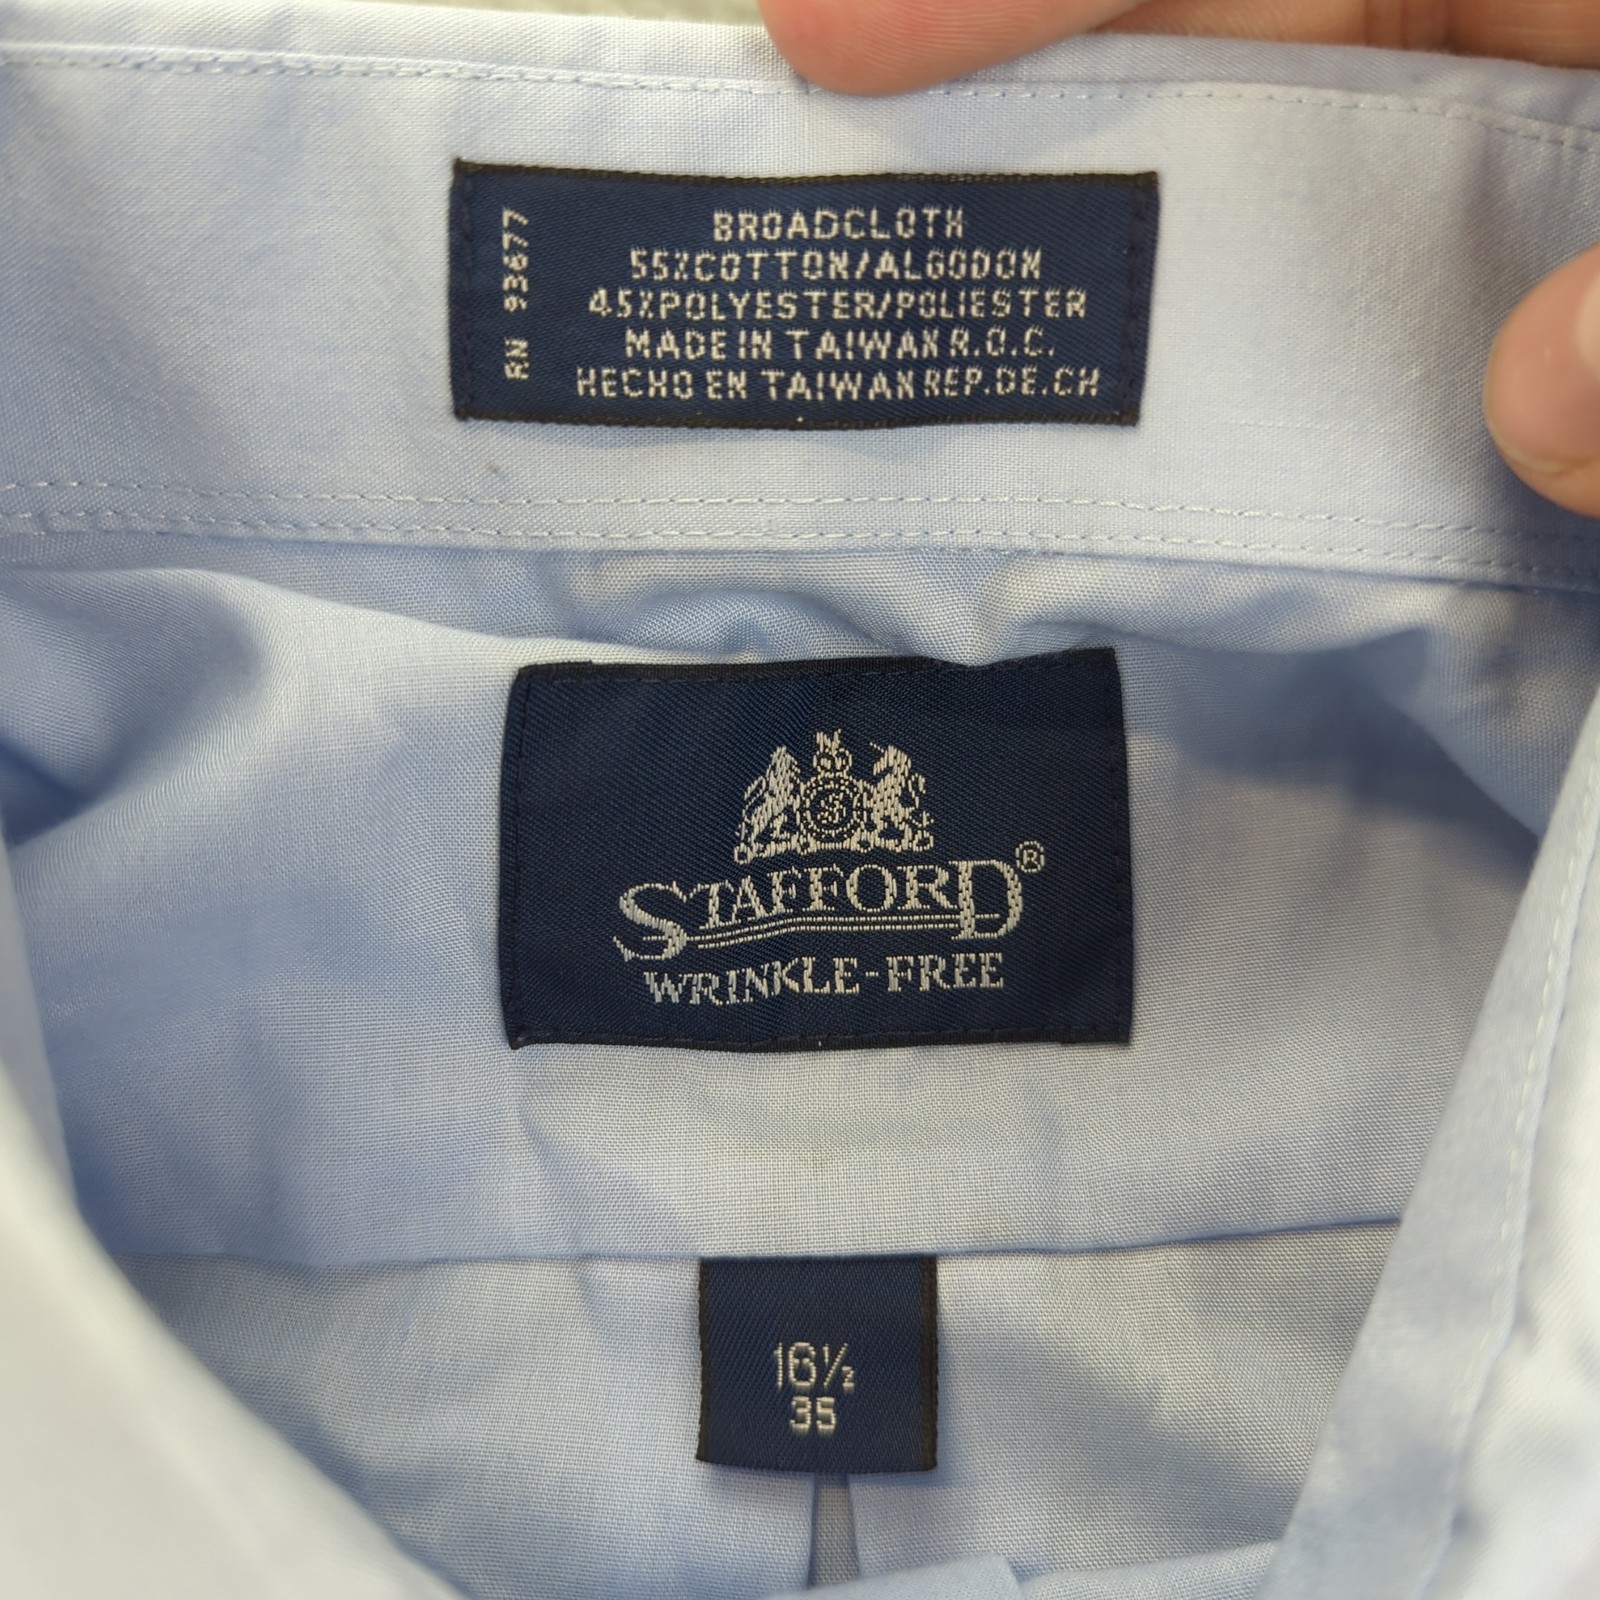 RN 93677
BROADCLOTH
55%COTTON/ALGODON
45%POLYESTER/POLIESTER
MADE IN TAIWAN R.O.C.
HECHO EN TAIWAN REP.DE.CH
STAFFORD®
WRINKLE-FREE
16½
35